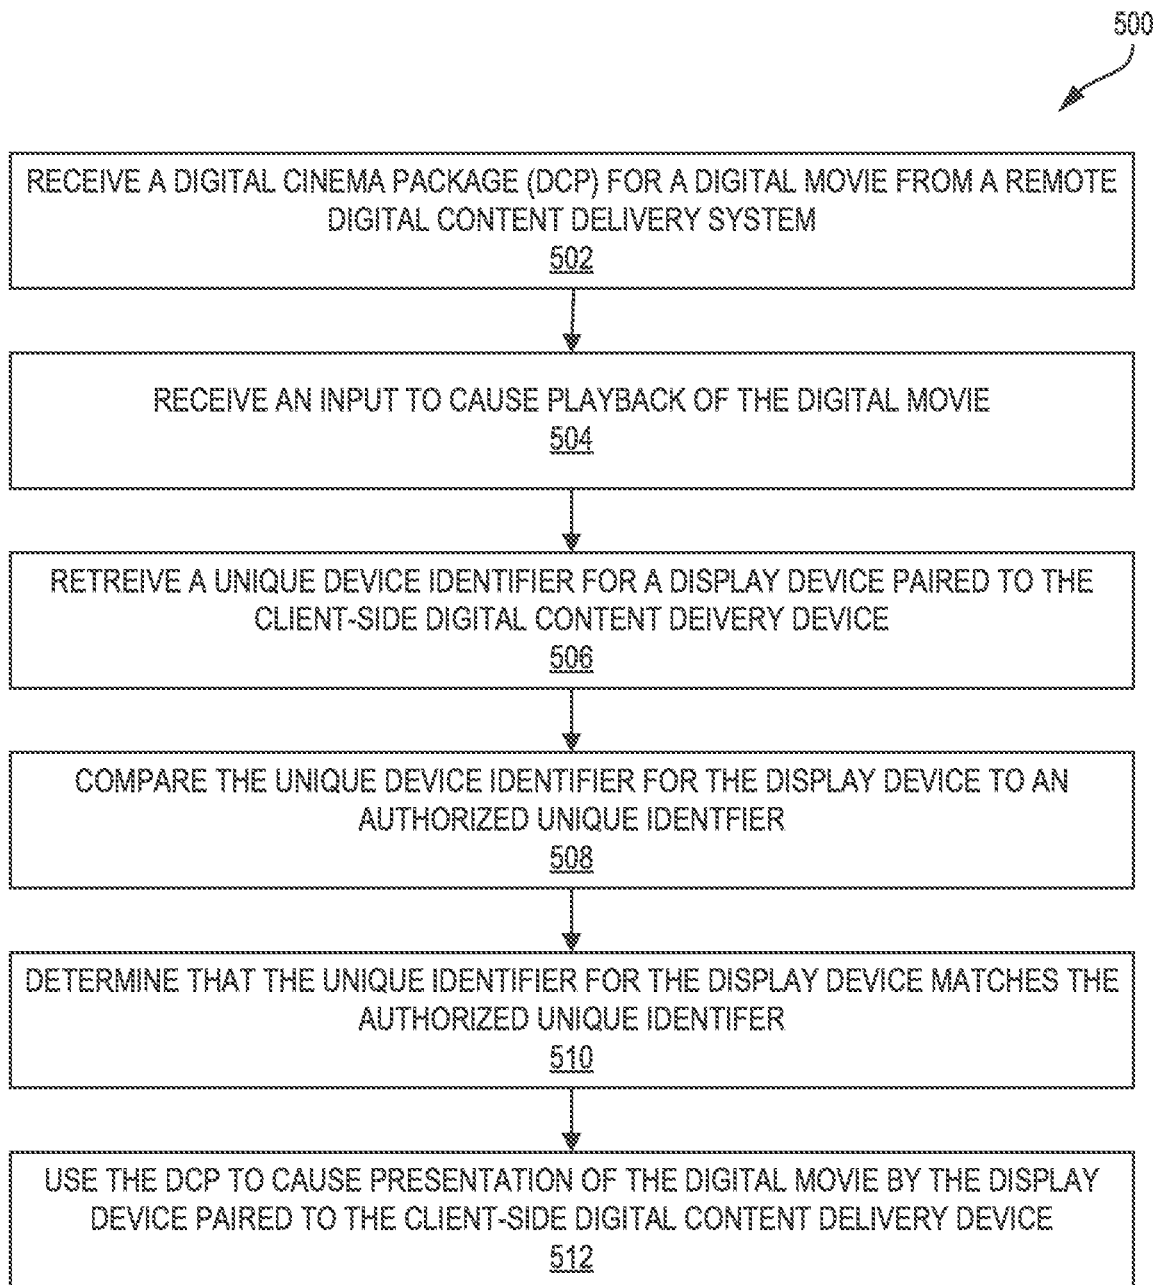 500
RECEIVE A DIGITAL CINEMA PACKAGE (DCP) FOR A DIGITAL MOVIE FROM A REMOTE
DIGITAL CONTENT DELIVERY SYSTEM
502
RECEIVE AN INPUT TO CAUSE PLAYBACK OF THE DIGITAL MOVIE
504
RETREIVE A UNIQUE DEVICE IDENTIFIER FOR A DISPLAY DEVICE PAIRED TO THE
CLIENT-SIDE DIGITAL CONTENT DEIVERY DEVICE
506
COMPARE THE UNIQUE DEVICE IDENTIFIER FOR THE DISPLAY DEVICE TO AN
AUTHORIZED UNIQUE IDENTFIER
508
DETERMINE THAT THE UNIQUE IDENTIFIER FOR THE DISPLAY DEVICE MATCHES THE
AUTHORIZED UNIQUE IDENTIFER
510
USE THE DCP TO CAUSE PRESENTATION OF THE DIGITAL MOVIE BY THE DISPLAY
DEVICE PAIRED TO THE CLIENT-SIDE DIGITAL CONTENT DELIVERY DEVICE
512